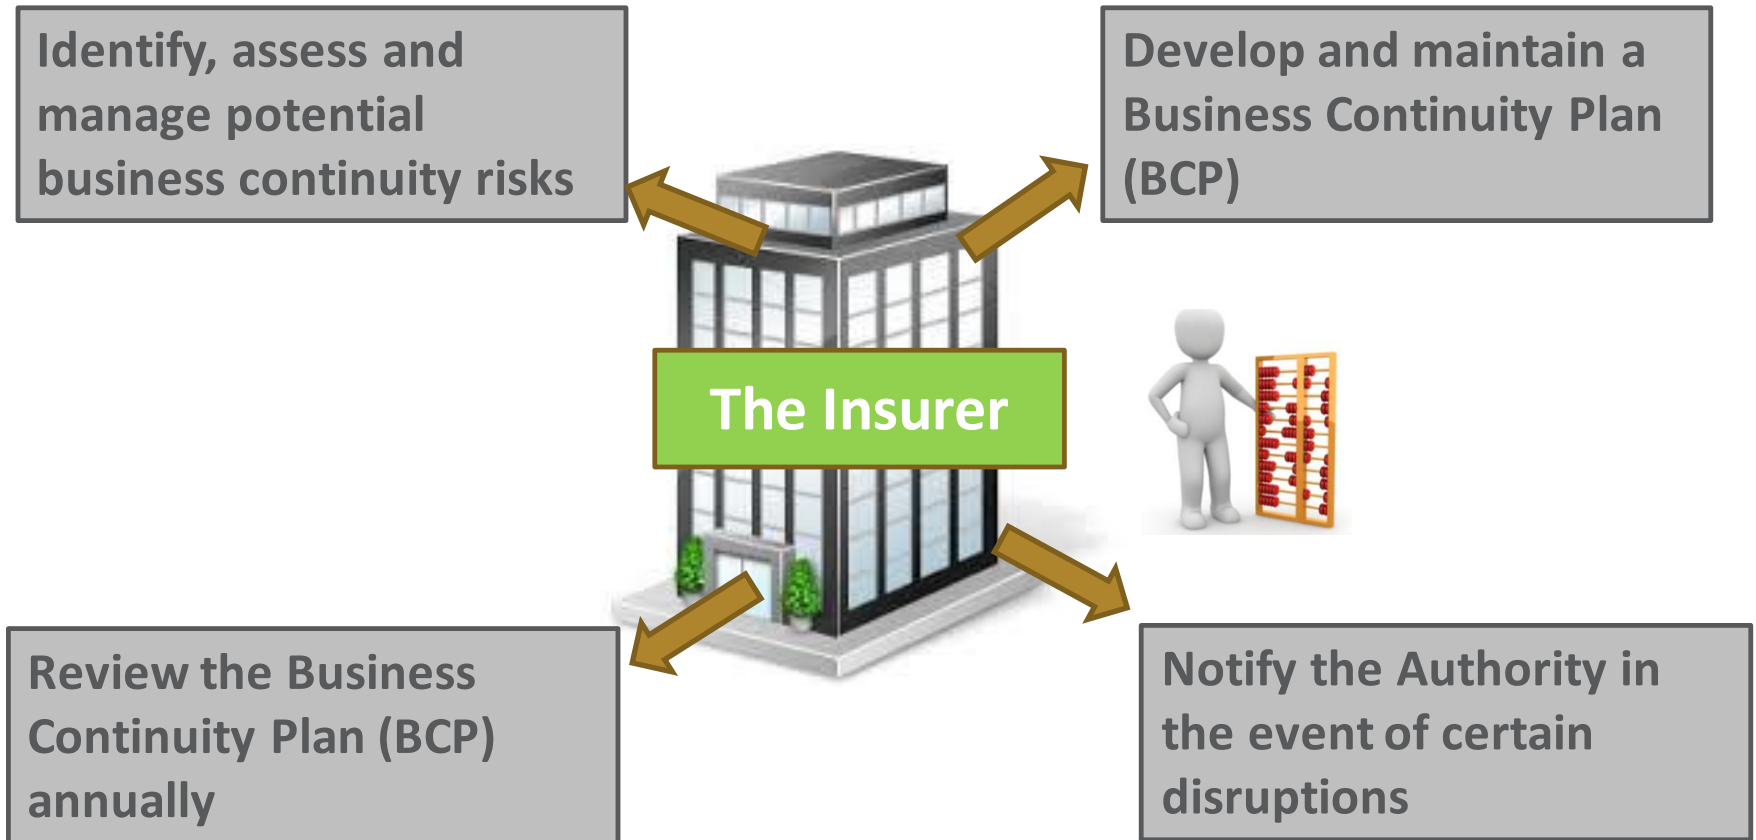 Identify, assess and
manage potential
business continuity risks
Develop and maintain a
Business Continuity Plan
(BCP)
The Insurer
Review the Business
Continuity Plan (BCP)
annually
Notify the Authority in
the event of certain
disruptions